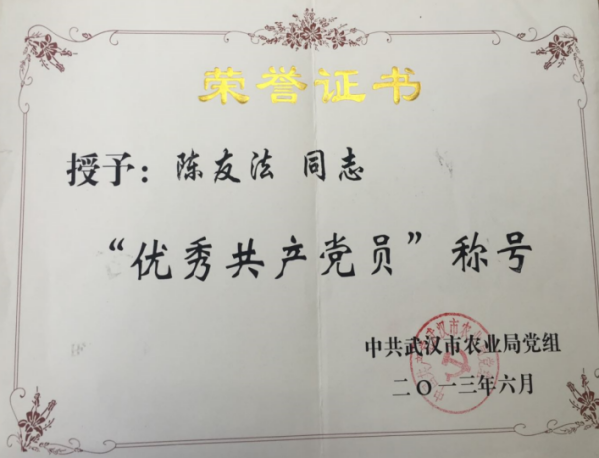 荣誉证书
授予：陈友法 同志
“优秀共产党员”称号
中共武汉市农业局党组
二〇一三年六月